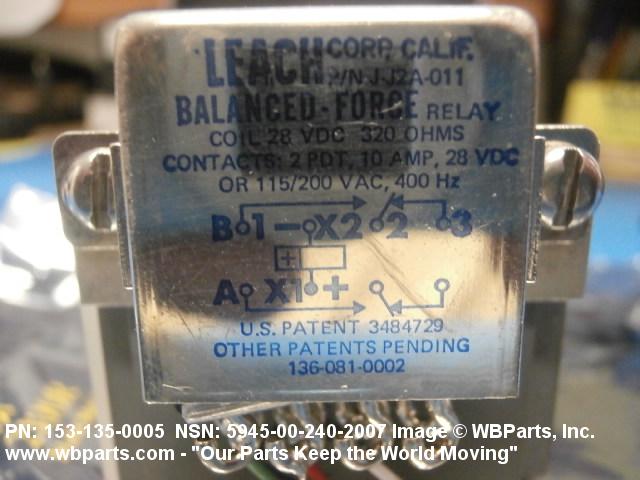 LEACH CORP, CALIF.
P/N J-J2A-011
BALANCED-FORCE RELAY
COIL 28 VDC 320 OHMS
CONTACTS: 2 PDT, 10 AMP, 28 VDC
OR 115/200 VAC, 400 Hz
B 1 - X2 2 3
+
A X1 +
U.S. PATENT 3484729
OTHER PATENTS PENDING
136-081-0002
PN: 153-135-0005 NSN: 5945-00-240-2007 Image © WBParts, Inc.
www.wbparts.com - "Our Parts Keep the World Moving"